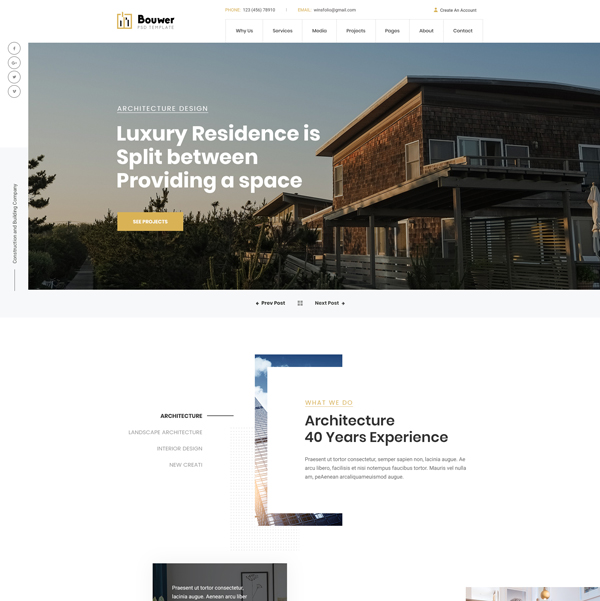 Bouwer
PSD TEMPLATE
PHONE: 123 (456) 78910 | EMAIL: winsfolio@gmail.com
Create An Account
Why Us
Services
Media
Projects
Pages
About
Contact
G+
Construction and Building Company
ARCHITECTURE DESIGN
Luxury Residence is
Split between
Providing a space
SEE PROJECTS
Prev Post
Next Post
ARCHITECTURE
LANDSCAPE ARCHITECTURE
INTERIOR DESIGN
NEW CREATI
WHAT WE DO
Architecture
40 Years Experience
Praesent ut tortor consectetur, semper sapien non, lacinia augue. Ae
arcu libero, facilisis et nisi notempus faucibus tortor. Mauris vel nulla
am, peAenean arcaliquameuismod augue.
Praesent ut tortor consectetur,
lacinia augue. Aenean arcu liber